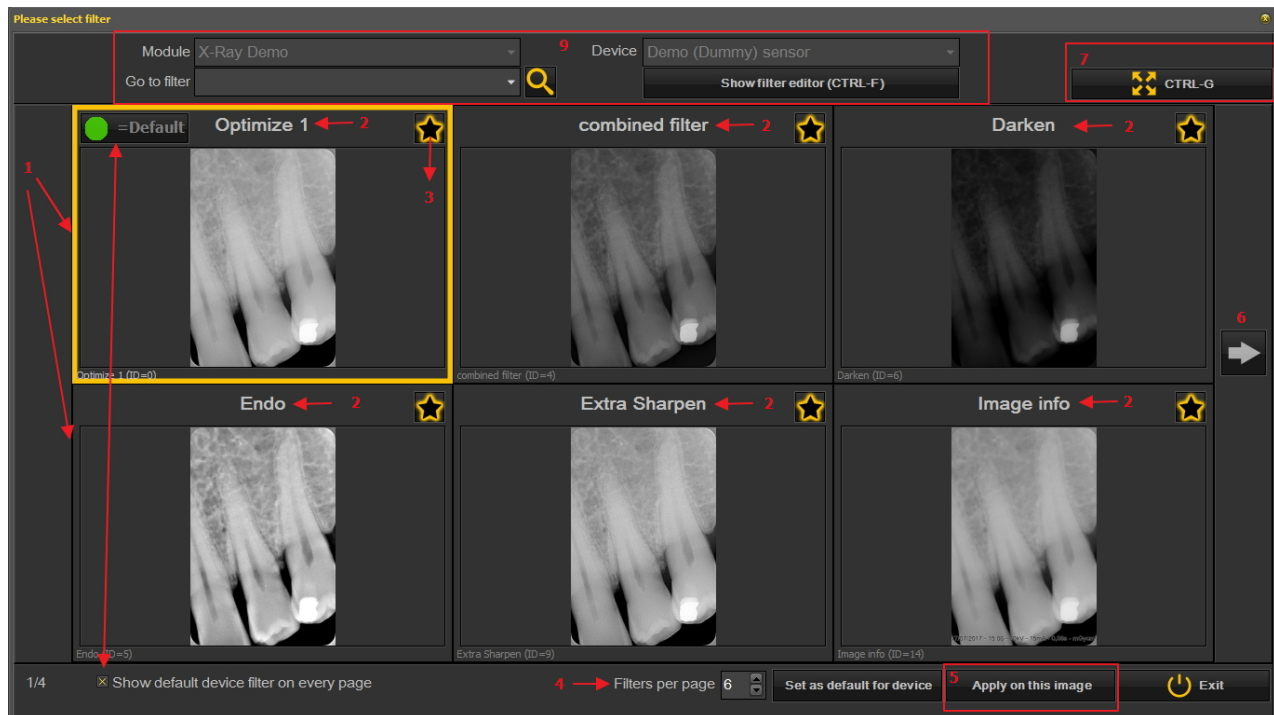 Please select filter
Module X-Ray Demo 9 Device Demo (Dummy) sensor 7
Go to filter Show filter editor (CTRL-F) CTRL-G
=Default Optimize 1 2 combined filter 2 Darken 2
1 3
6
Optimize 1 (ID=0) combined filter (ID=4) Darken (ID=6)
Endo 2 Extra Sharpen 2 Image info 2
Endo (ID=5) Extra Sharpen (ID=9) Image info (ID=14)
1/4 Show default device filter on every page 4 Filters per page 6 Set as default for device 5 Apply on this image Exit